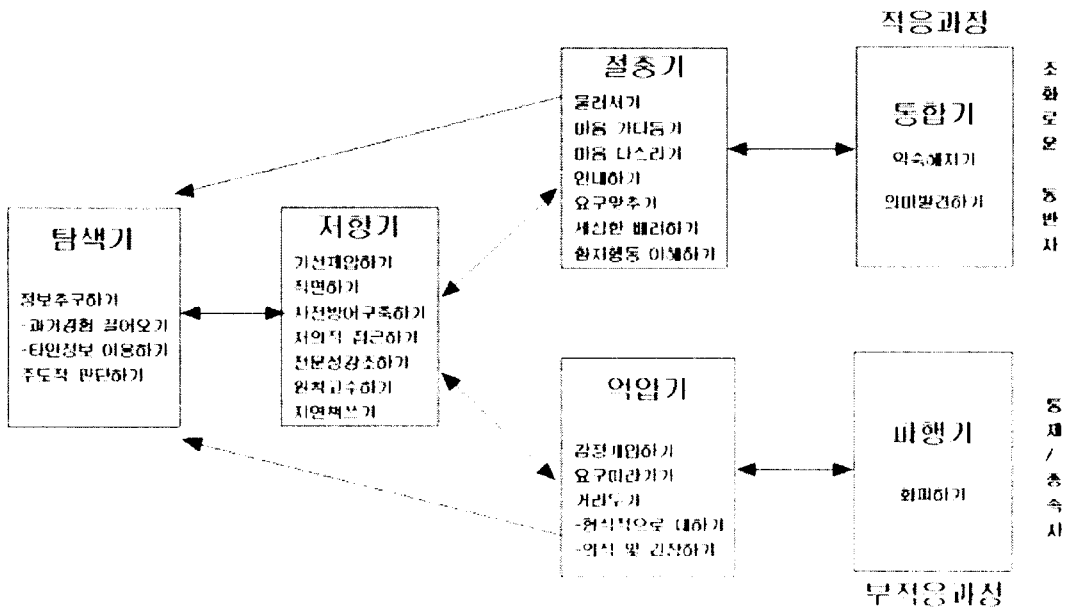 적응과정
탐색기
정보추구하기
-과거경험 끌어오기
-타인정보 이용하기
주도적 판단하기
저항기
기선제압하기
직면하기
사전방어구축하기
저의적 접근하기
전문성강조하기
원칙고수하기
지연책쓰기
절충기
물러서기
마음 가다듬기
마음 다스리기
인내하기
요구맞추기
세심한 배려하기
환자행동 이해하기
통합기
익숙해지기
의미발견하기
조화로운 동반자
억압기
감정개입하기
요구따라가기
거리두기
-형식적으로 대하기
-의식 및 긴장하기
파행기
회피하기
통제/종속자
부적응과정